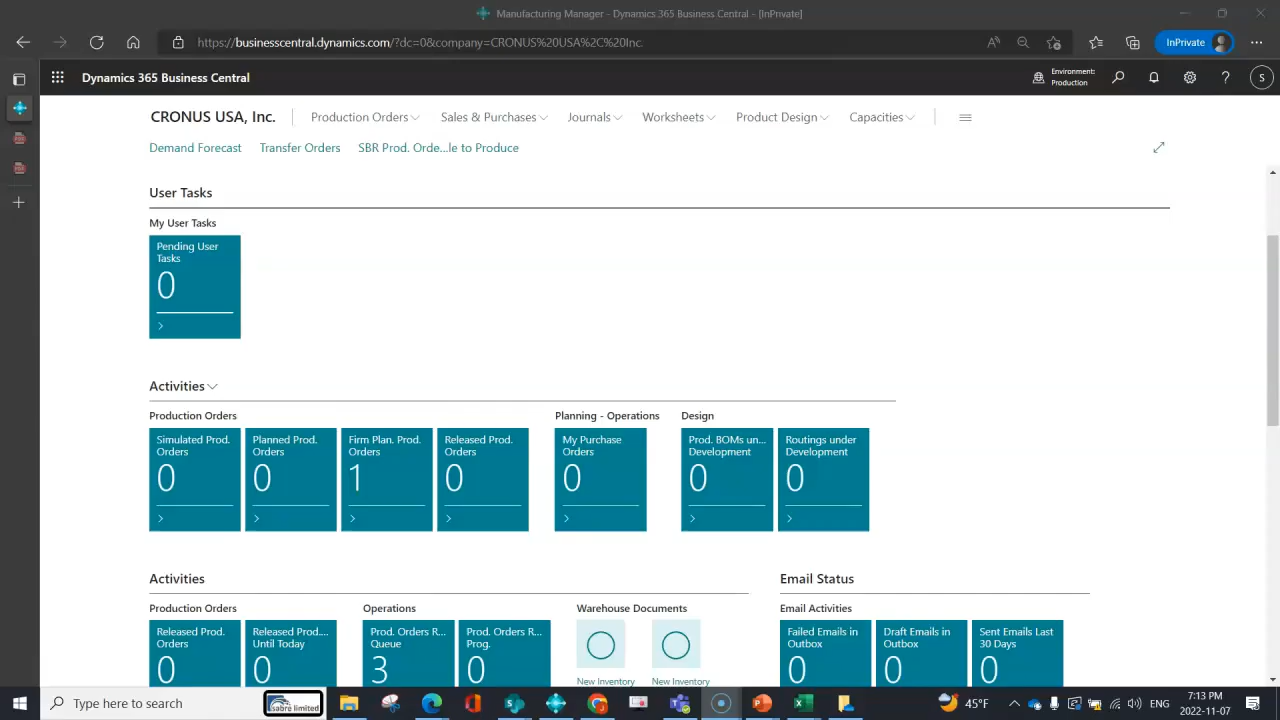 Manufacturing Manager - Dynamics 365 Business Central - [InPrivate]
https://businesscentral.dynamics.com/?dc=0&company=CRONUS%20USA%2C%20Inc.
InPrivate
Dynamics 365 Business Central
Environment:
Production
S
CRONUS USA, Inc.
Production Orders
Sales & Purchases
Journals
Worksheets
Product Design
Capacities
Demand Forecast
Transfer Orders
SBR Prod. Orde...le to Produce
User Tasks
My User Tasks
Pending User
Tasks
0
Activities
Production Orders
Planning - Operations
Design
Simulated Prod.
Orders
0
Planned Prod.
Orders
0
Firm Plan. Prod.
Orders
1
Released Prod.
Orders
0
My Purchase
Orders
0
Prod. BOMs un...
Development
0
Routings under
Development
0
Activities
Email Status
Production Orders
Operations
Warehouse Documents
Email Activities
Released Prod.
Orders
0
Released Prod....
Until Today
0
Prod. Orders R...
Queue
3
Prod. Orders R...
Prog.
0
New Inventory
New Inventory
Failed Emails in
Outbox
0
Draft Emails in
Outbox
0
Sent Emails Last
30 Days
0
Type here to search
sabre limited
45°F
ENG
7:13 PM
2022-11-07